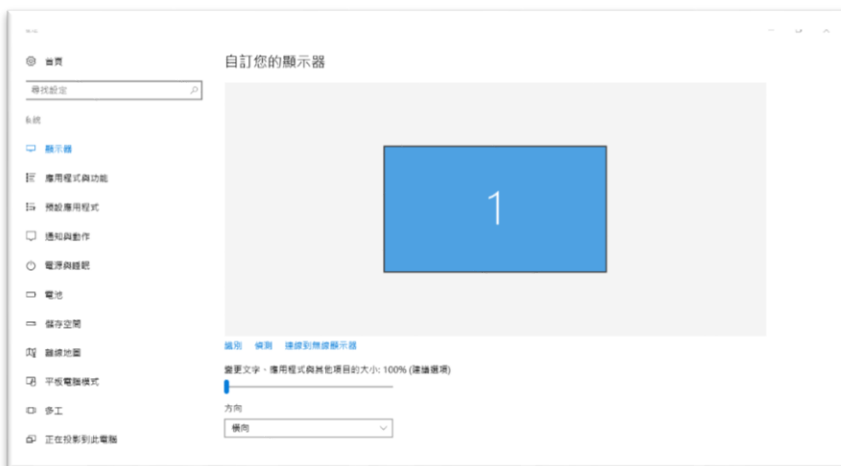 首頁
尋找設定
系統
顯示器
應用程式與功能
預設應用程式
通知與動作
電源與睡眠
電池
儲存空間
離線地圖
平板電腦模式
多工
正在投影到此電腦
自訂您的顯示器
1
識別 偵測 連線到無線顯示器
變更文字、應用程式與其他項目的大小: 100% (建議選項)
方向
橫向